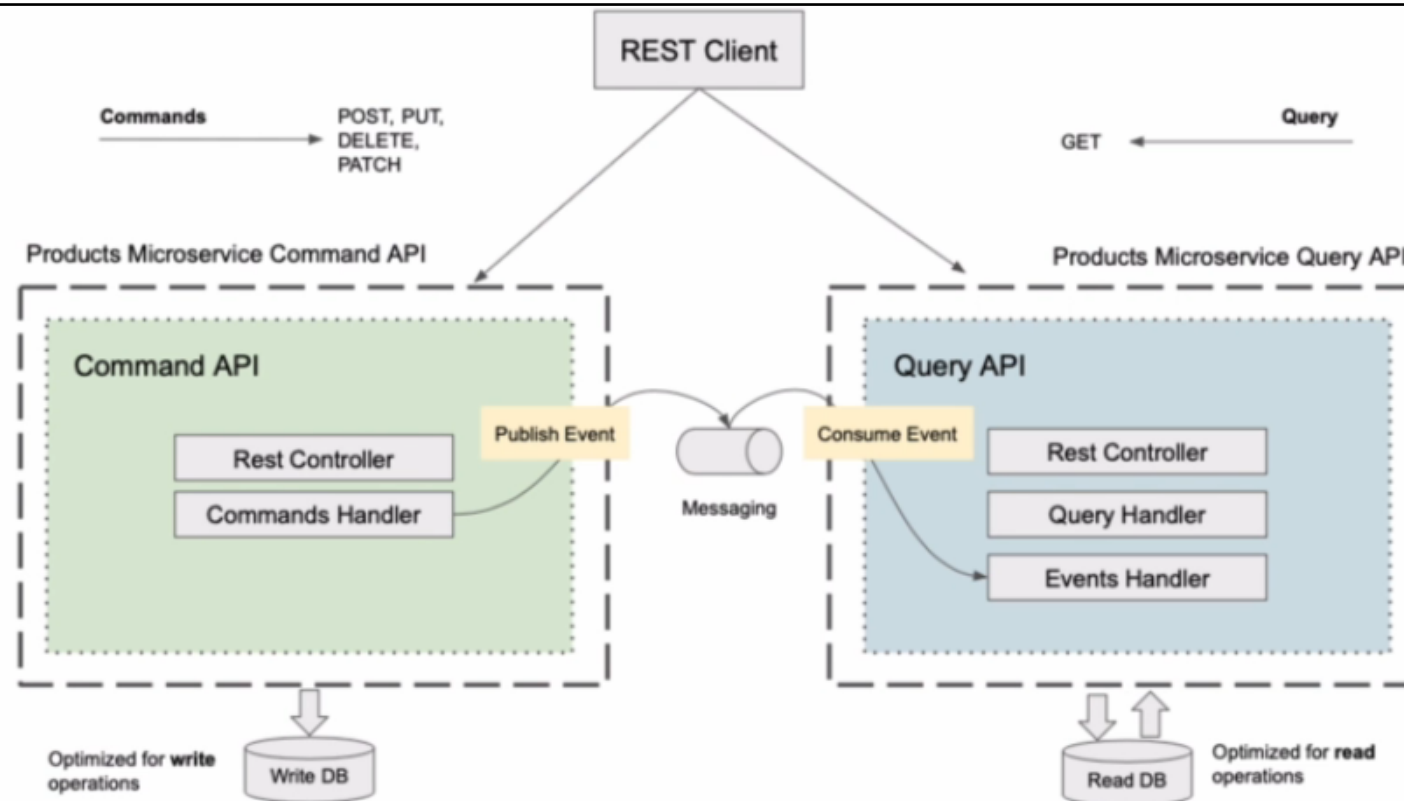 REST Client
Commands
POST, PUT,
DELETE,
PATCH
Query
GET
Products Microservice Command API
Products Microservice Query API
Command API
Query API
Publish Event
Consume Event
Rest Controller
Commands Handler
Messaging
Rest Controller
Query Handler
Events Handler
Optimized for write
operations
Write DB
Read DB
Optimized for read
operations